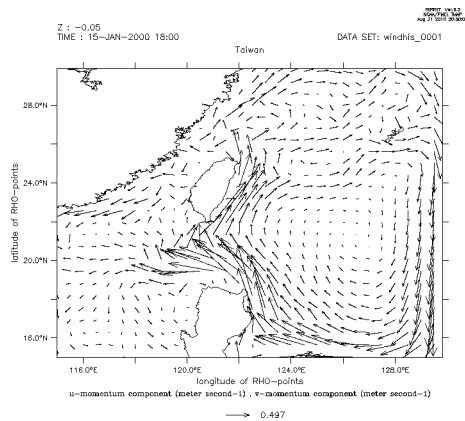 FERRET Ver.6.2
NOAA/PMEL TMAP
Z : -0.05
TIME : 15-JAN-2000 18:00
DATA SET: windhis_0001
Taiwan
28.0°N
24.0°N
20.0°N
16.0°N
latitude of RHO-points
116.0°E 120.0°E 124.0°E 128.0°E
longitude of RHO-points
u-momentum component (meter second-1) , v-momentum component (meter second-1)
0.497